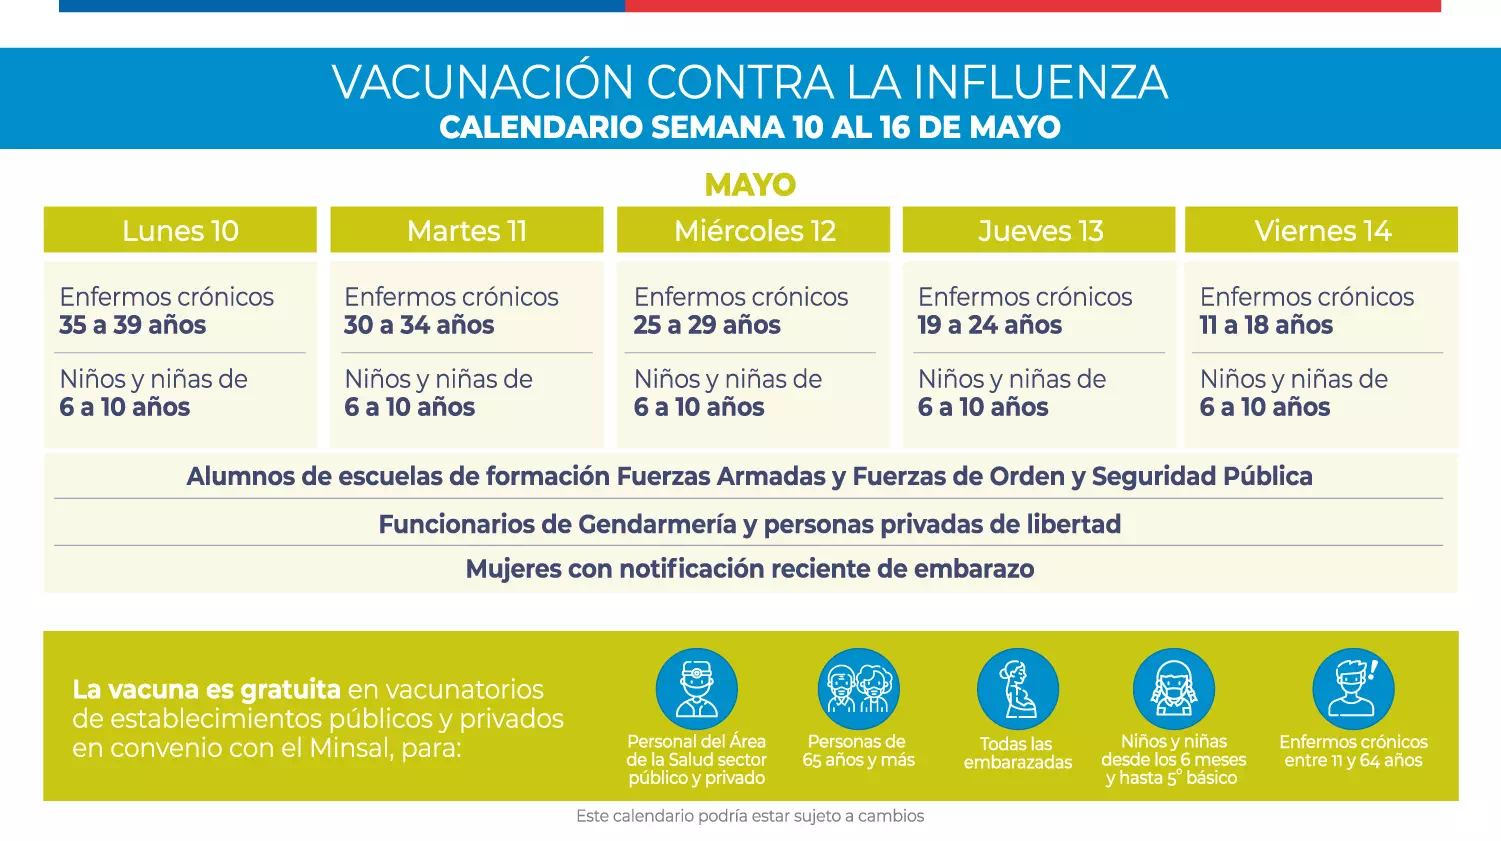 VACUNACIÓN CONTRA LA INFLUENZA
CALENDARIO SEMANA 10 AL 16 DE MAYO
MAYO
Lunes 10
Enfermos crónicos
35 a 39 años
Niños y niñas de
6 a 10 años
Martes 11
Enfermos crónicos
30 a 34 años
Niños y niñas de
6 a 10 años
Miércoles 12
Enfermos crónicos
25 a 29 años
Niños y niñas de
6 a 10 años
Jueves 13
Enfermos crónicos
19 a 24 años
Niños y niñas de
6 a 10 años
Viernes 14
Enfermos crónicos
11 a 18 años
Niños y niñas de
6 a 10 años
Alumnos de escuelas de formación Fuerzas Armadas y Fuerzas de Orden y Seguridad Pública
Funcionarios de Gendarmería y personas privadas de libertad
Mujeres con notificación reciente de embarazo
La vacuna es gratuita en vacunatorios
de establecimientos públicos y privados
en convenio con el Minsal, para:
Personal del Área
de la Salud sector
público y privado
Personas de
65 años y más
Todas las
embarazadas
Niños y niñas
desde los 6 meses
y hasta 5° básico
!
Enfermos crónicos
entre 11 y 64 años
Este calendario podría estar sujeto a cambios